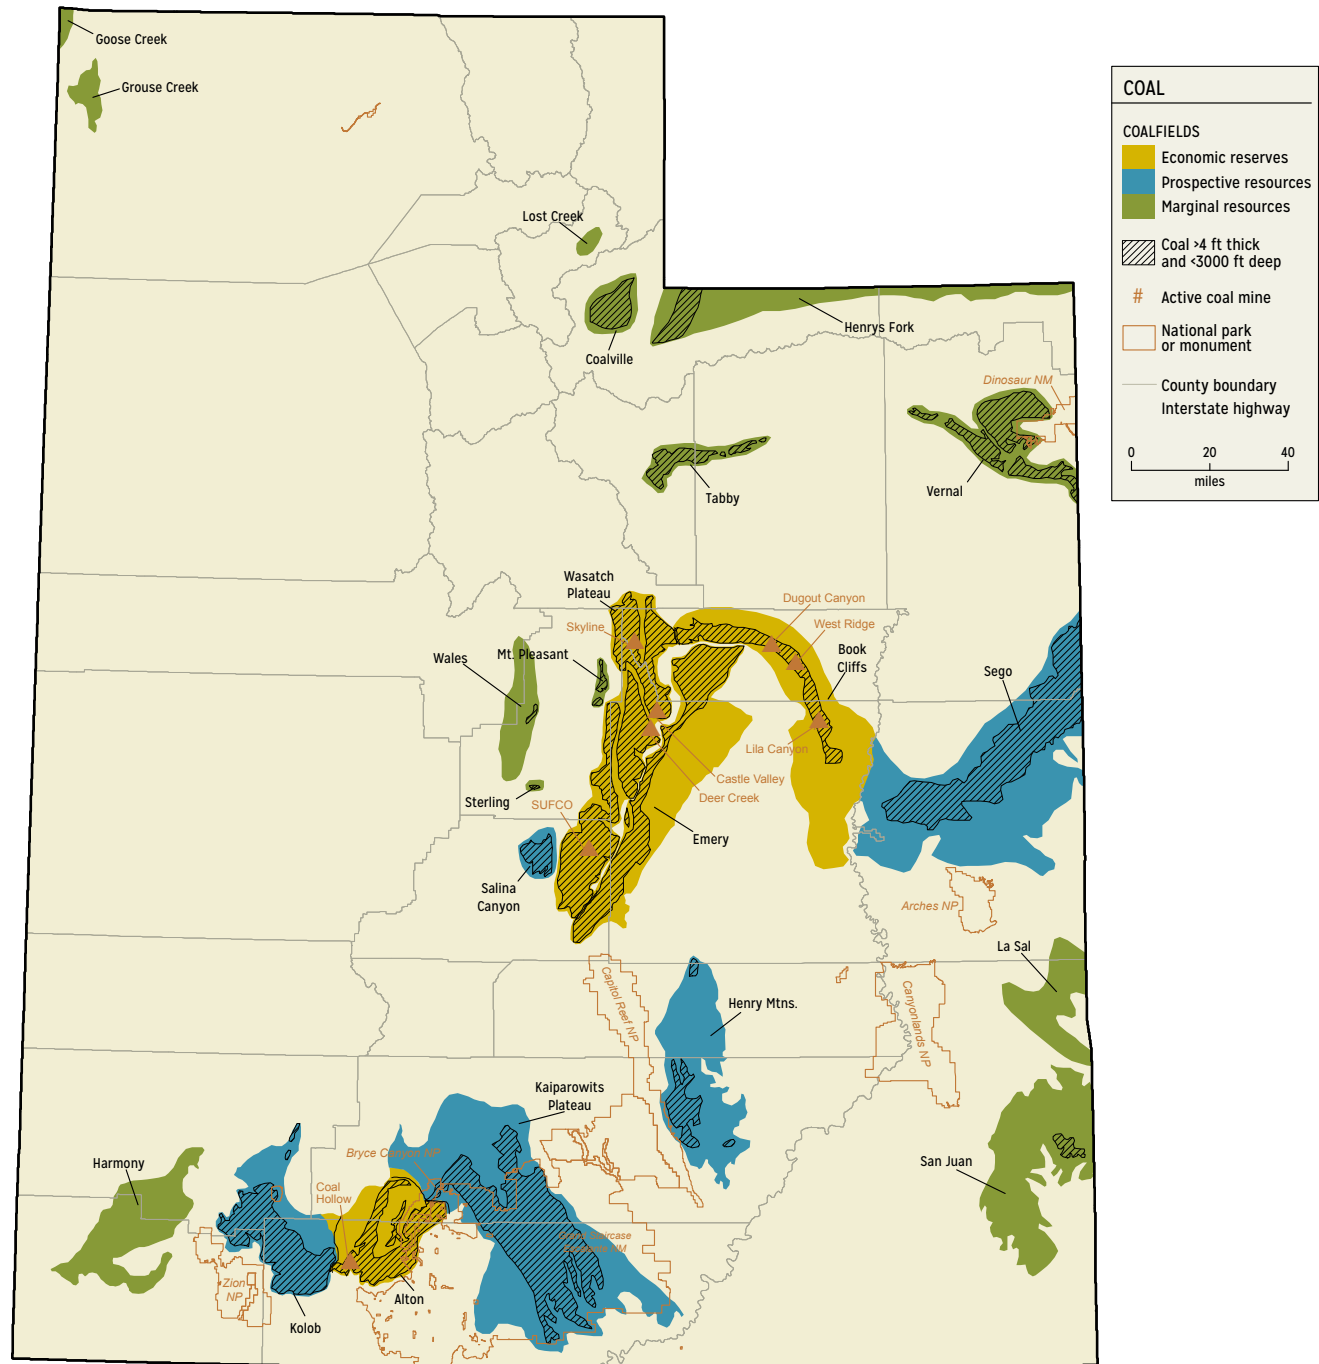 Goose Creek
Grouse Creek
Lost Creek
Coalville
Henrys Fork
Dinosaur NM
Vernal
Tabby
Wasatch
Plateau
Skyline
Mt. Pleasant
Wales
Dugout Canyon
West Ridge
Book
Cliffs
Sego
Lila Canyon
Castle Valley
Deer Creek
Sterling
SUFCO
Emery
Salina
Canyon
Arches NP
La Sal
Capitol Reef NP
Henry Mtns.
Canyonlands NP
Kaiparowits
Plateau
Bryce Canyon NP
Harmony
Coal
Hollow
San Juan
Zion
NP
Alton
Kolob
COAL
COALFIELDS
Economic reserves
Prospective resources
Marginal resources
Coal >4 ft thick
and <3000 ft deep
# Active coal mine
National park
or monument
County boundary
Interstate highway
0 20 40
miles